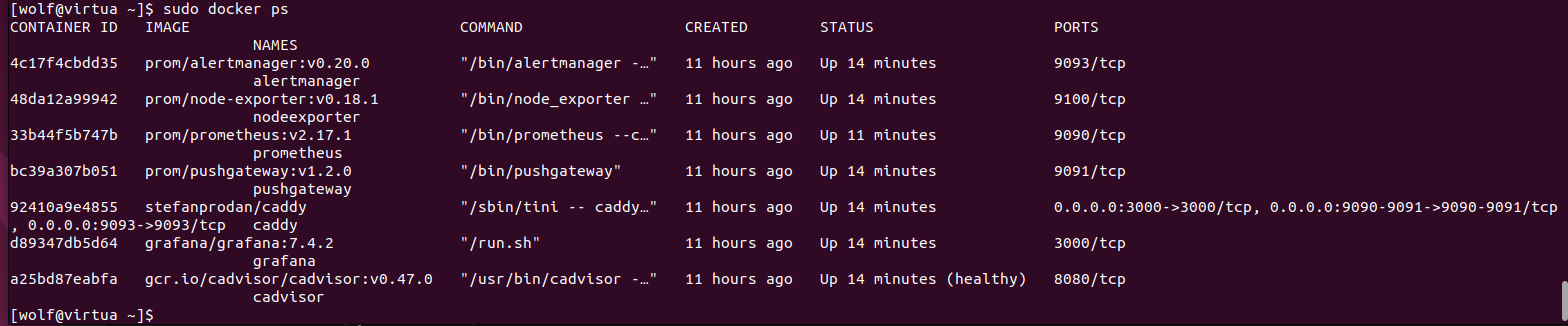 [wolf@virtua ~]$ sudo docker ps
CONTAINER ID   IMAGE                              COMMAND                  CREATED        STATUS                    PORTS
                           NAMES
4c17f4cbdd35   prom/alertmanager:v0.20.0          "/bin/alertmanager -…"   11 hours ago   Up 14 minutes             9093/tcp
                           alertmanager
48da12a99942   prom/node-exporter:v0.18.1         "/bin/node_exporter …"   11 hours ago   Up 14 minutes             9100/tcp
                           nodeexporter
33b44f5b747b   prom/prometheus:v2.17.1            "/bin/prometheus --c…"   11 hours ago   Up 11 minutes             9090/tcp
                           prometheus
bc39a307b051   prom/pushgateway:v1.2.0            "/bin/pushgateway"       11 hours ago   Up 14 minutes             9091/tcp
                           pushgateway
92410a9e4855   stefanprodan/caddy                 "/sbin/tini -- caddy…"   11 hours ago   Up 14 minutes             0.0.0.0:3000->3000/tcp, 0.0.0.0:9090-9091->9090-9091/tcp
, 0.0.0.0:9093->9093/tcp   caddy
d89347db5d64   grafana/grafana:7.4.2              "/run.sh"                11 hours ago   Up 14 minutes             3000/tcp
                           grafana
a25bd87eabfa   gcr.io/cadvisor/cadvisor:v0.47.0   "/usr/bin/cadvisor -…"   11 hours ago   Up 14 minutes (healthy)   8080/tcp
                           cadvisor
[wolf@virtua ~]$